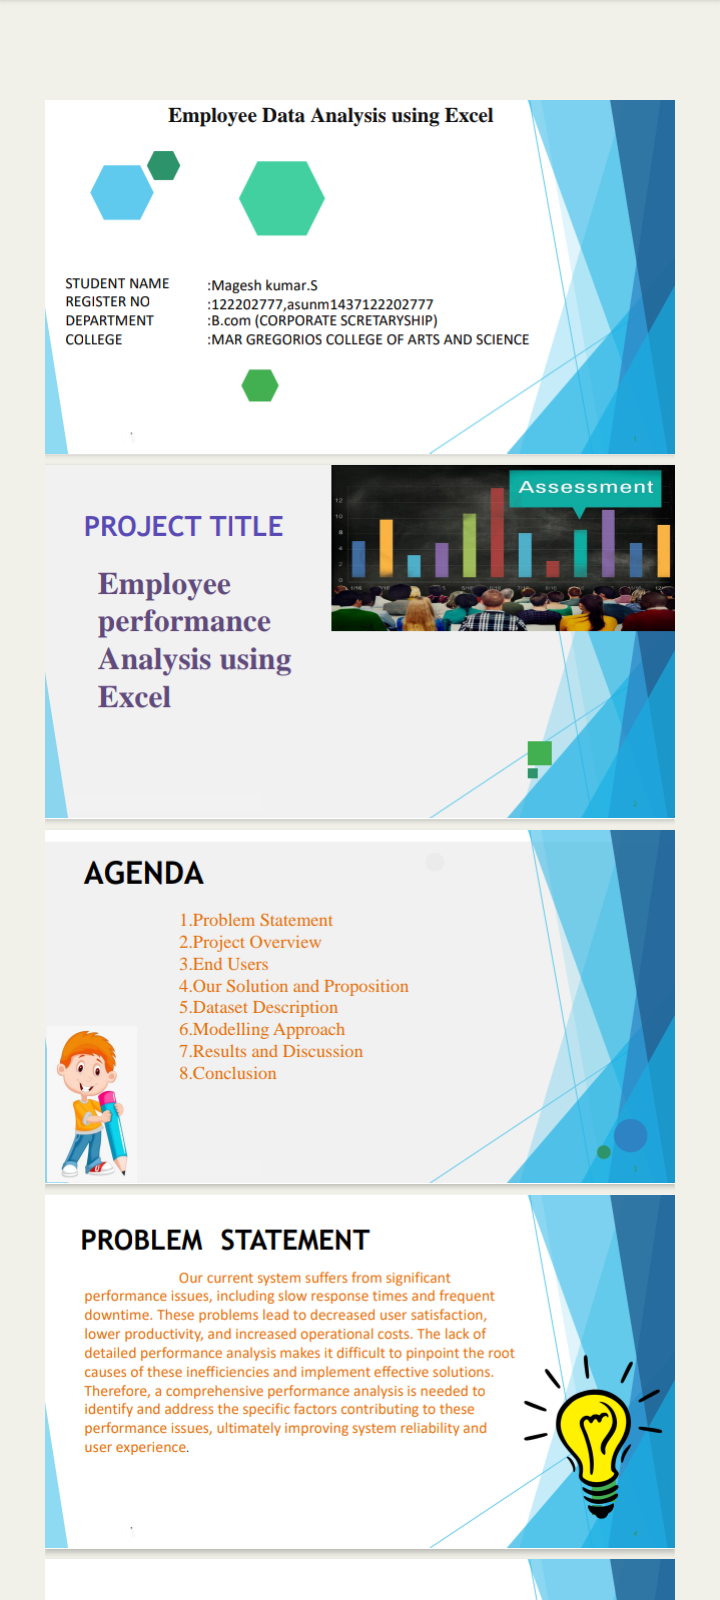 Employee Data Analysis using Excel
STUDENT NAME :Magesh kumar.S
REGISTER NO :122202777,asunm1437122202777
DEPARTMENT :B.com (CORPORATE SCRETARYSHIP)
COLLEGE :MAR GREGORIOS COLLEGE OF ARTS AND SCIENCE
PROJECT TITLE
Assessment
Employee
performance
Analysis using
Excel
AGENDA
1.Problem Statement
2.Project Overview
3.End Users
4.Our Solution and Proposition
5.Dataset Description
6.Modelling Approach
7.Results and Discussion
8.Conclusion
PROBLEM STATEMENT
Our current system suffers from significant
performance issues, including slow response times and frequent
downtime. These problems lead to decreased user satisfaction,
lower productivity, and increased operational costs. The lack of
detailed performance analysis makes it difficult to pinpoint the root
causes of these inefficiencies and implement effective solutions.
Therefore, a comprehensive performance analysis is needed to
identify and address the specific factors contributing to these
performance issues, ultimately improving system reliability and
user experience.